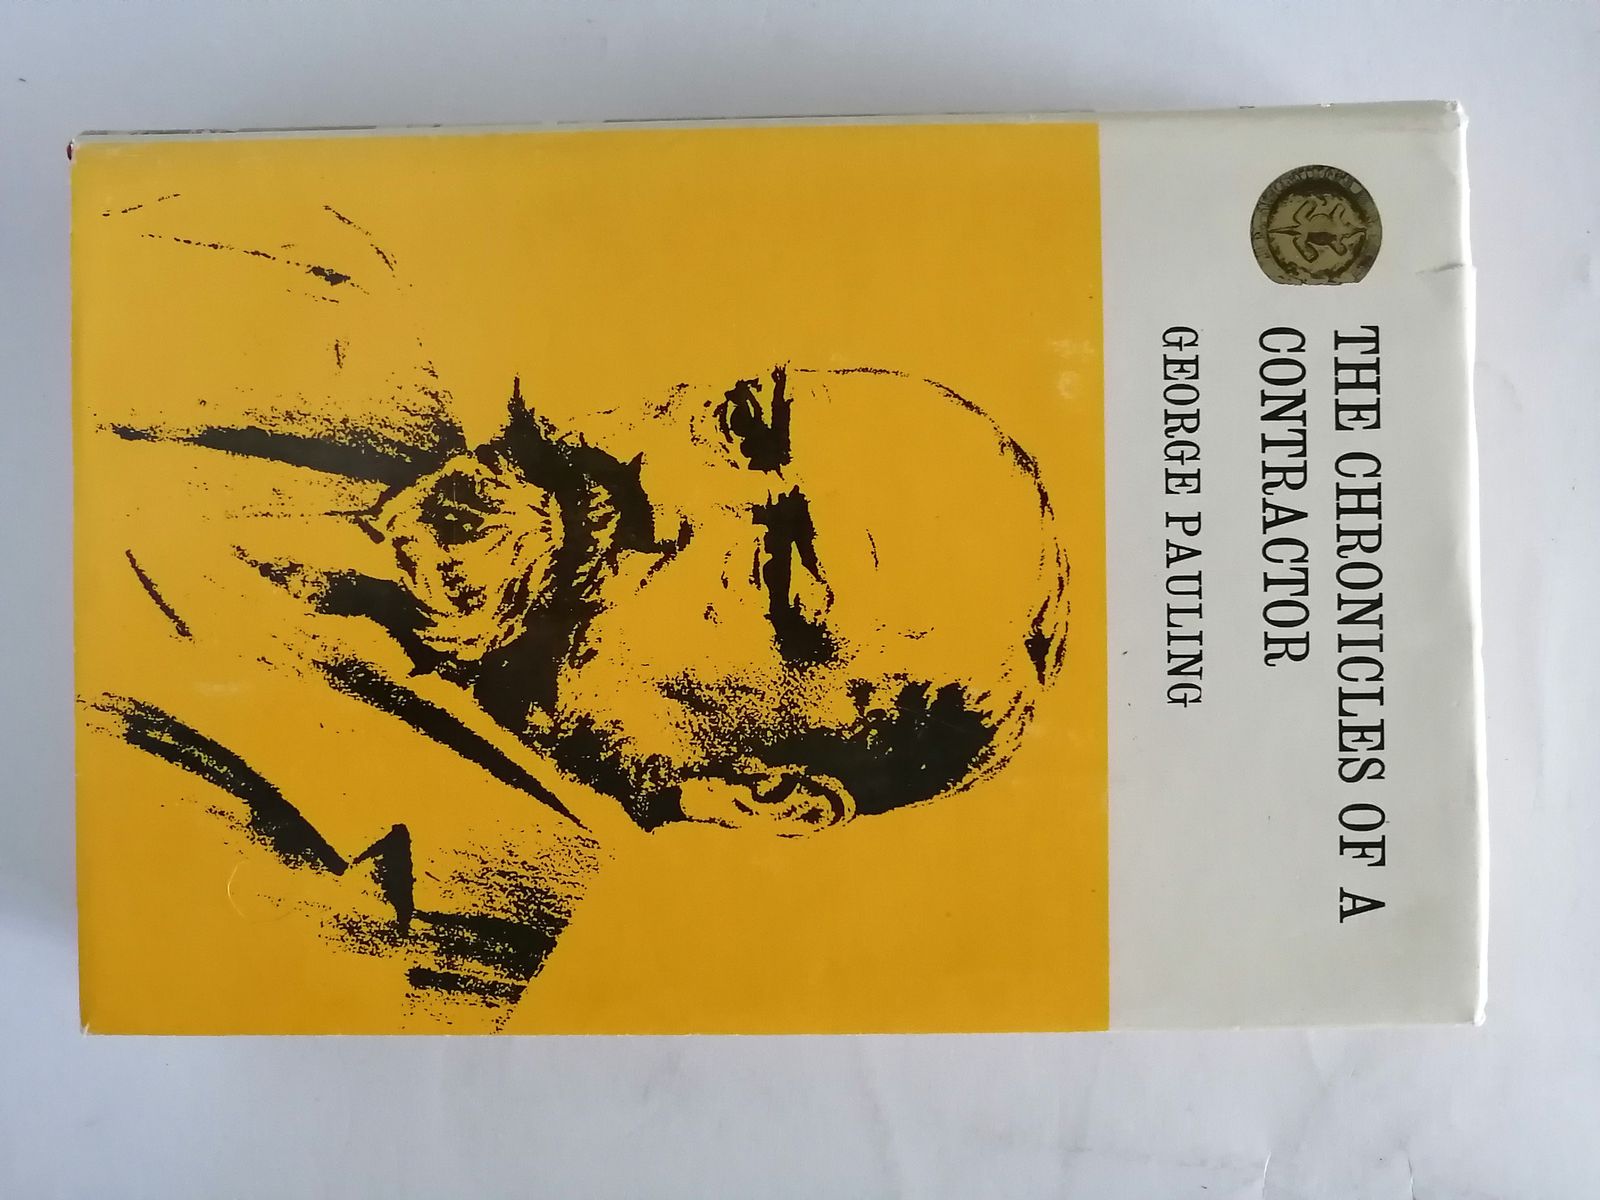 THE CHRONICLES OF A
CONTRACTOR
GEORGE PAULING